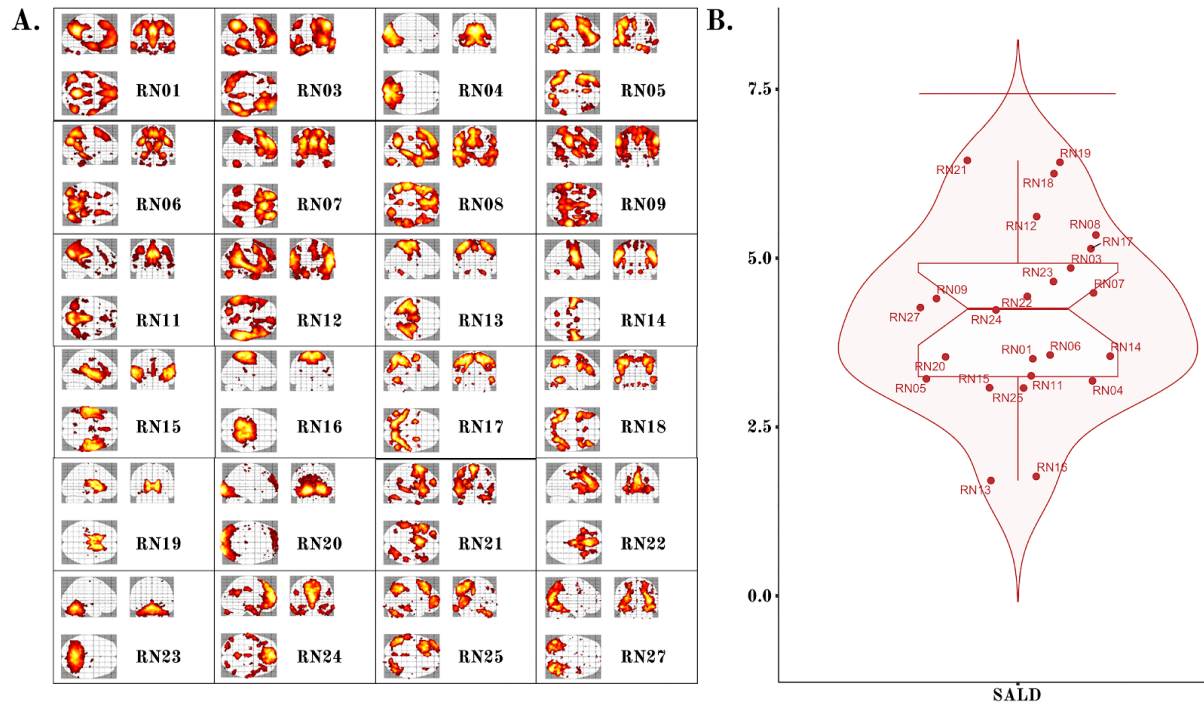 A.
RN01 RN03 RN04 RN05
RN06 RN07 RN08 RN09
RN11 RN12 RN13 RN14
RN15 RN16 RN17 RN18
RN19 RN20 RN21 RN22
RN23 RN24 RN25 RN27
B.
7.5
RN21 RN19
RN18
RN12 RN08
RN17
5.0
RN03
RN23
RN09 RN22 RN07
RN27 RN24
RN01 RN06 RN14
RN20
RN05 RN15 RN11 RN04
RN25
2.5
RN16
RN13
0.0
SALD